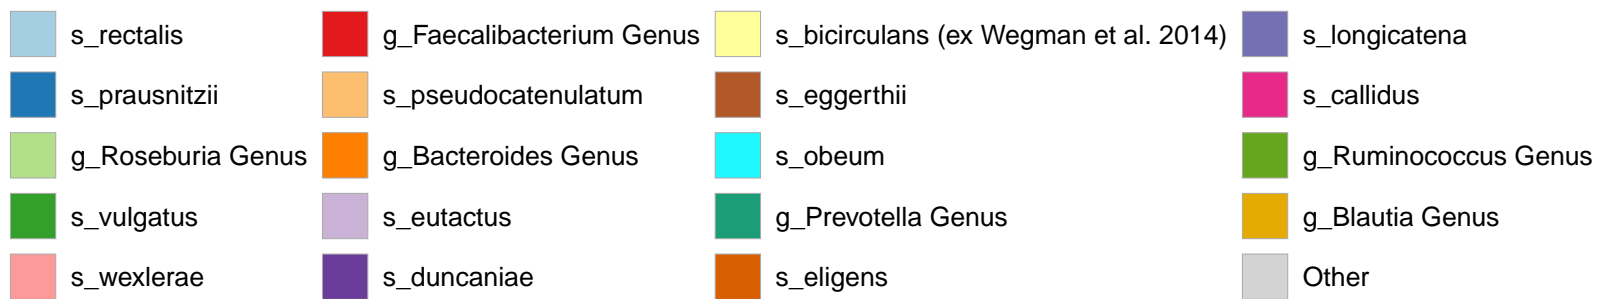 s_rectalis
g_Faecalibacterium Genus
s_bicirculans (ex Wegman et al. 2014)
s_longicatena
s_prausnitzii
s_pseudocatenulatum
s_eggerthii
s_callidus
g_Roseburia Genus
g_Bacteroides Genus
s_obeum
g_Ruminococcus Genus
s_vulgatus
s_eutactus
g_Prevotella Genus
g_Blautia Genus
s_wexlerae
s_duncaniae
s_eligens
Other